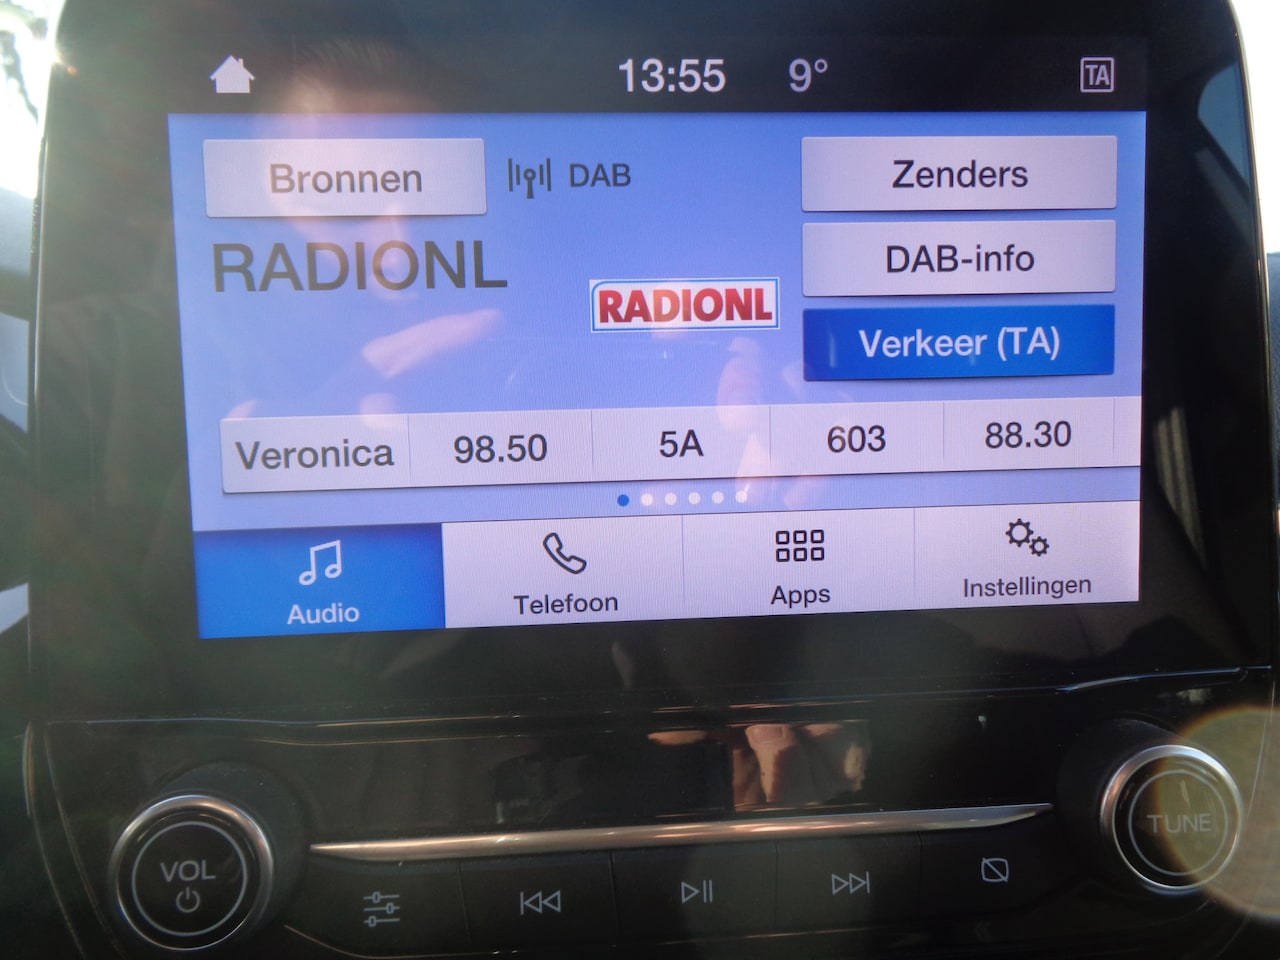 13:55 9° TA
Bronnen DAB Zenders
RADIONL DAB-info
RADIONL
Verkeer (TA)
Veronica 98.50 5A 603 88.30
Audio Telefoon Apps Instellingen
VOL TUNE